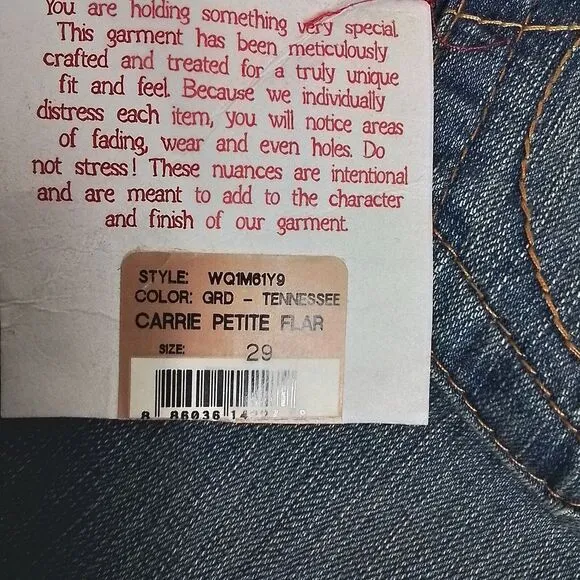 You are holding something very special.
This garment has been meticulously
crafted and treated for a truly unique
fit and feel. Because we individually
distress each item, you will notice areas
of fading, wear and even holes. Do
not stress! These nuances are intentional
and are meant to add to the character
and finish of our garment.
STYLE: WQ1M61Y9
COLOR: GRD - TENNESSEE
CARRIE PETITE FLAR
SIZE: 29
8 86036